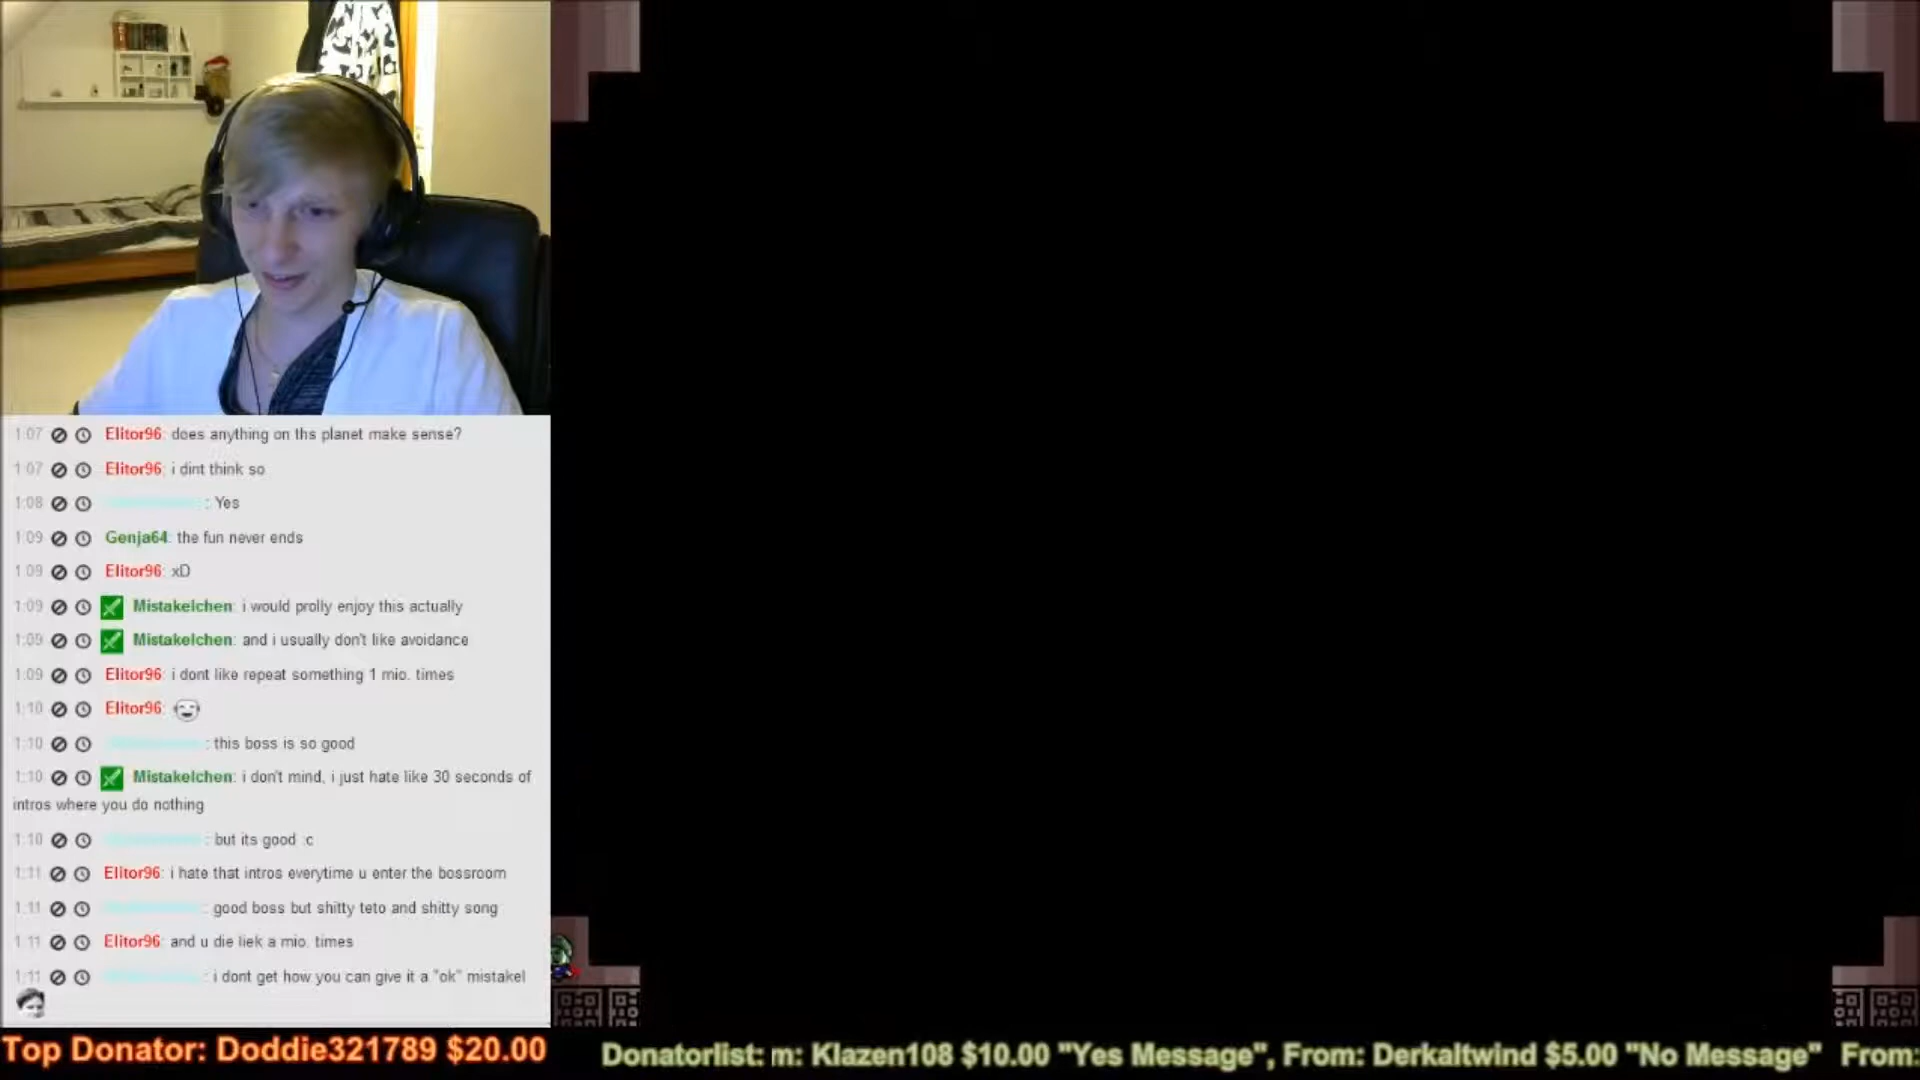 1:07 Elitor96: does anything on ths planet make sense?
1:07 Elitor96: i dint think so
1:08 : Yes
1:09 Genja64: the fun never ends
1:09 Elitor96: xD
1:09 Mistakelchen: i would prolly enjoy this actually
1:09 Mistakelchen: and i usually don't like avoidance
1:09 Elitor96: i dont like repeat something 1 mio. times
1:10 Elitor96:
1:10 : this boss is so good
1:10 Mistakelchen: i don't mind, i just hate like 30 seconds of
intros where you do nothing
1:10 : but its good :c
1:11 Elitor96: i hate that intros everytime u enter the bossroom
1:11 : good boss but shitty teto and shitty song
1:11 Elitor96: and u die liek a mio. times
1:11 : i dont get how you can give it a "ok" mistakel
Top Donator: Doddie321789 $20.00
Donatorlist: m: Klazen108 $10.00 "Yes Message", From: Derkaltwind $5.00 "No Message" From: